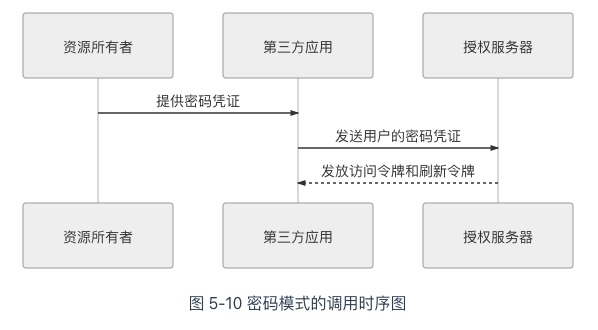 资源所有者
第三方应用
授权服务器
提供密码凭证
发送用户的密码凭证
发放访问令牌和刷新令牌
资源所有者
第三方应用
授权服务器
图 5-10 密码模式的调用时序图